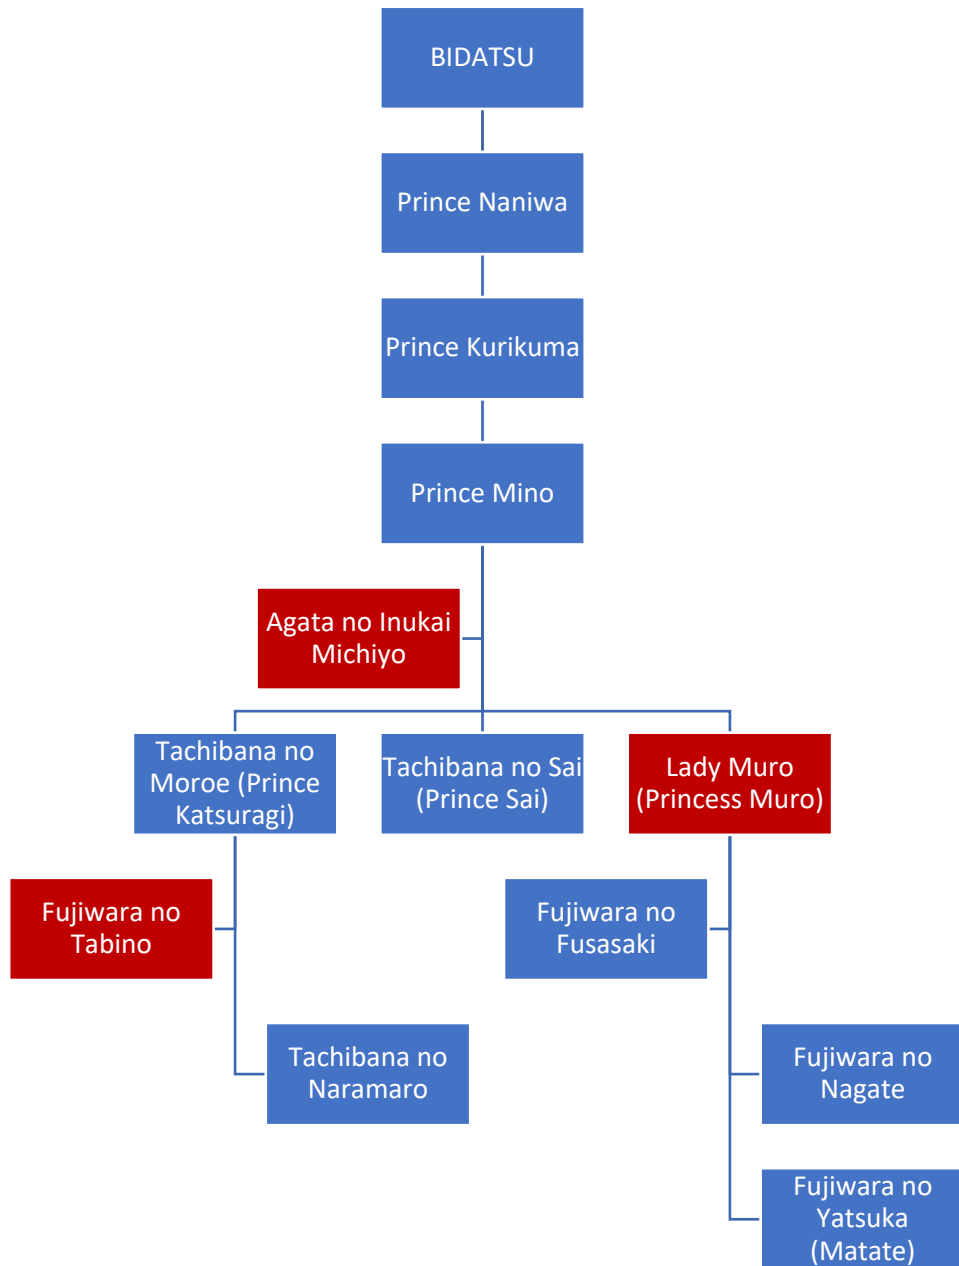 BIDATSU
Prince Naniwa
Prince Kurikuma
Prince Mino
Agata no Inukai
Michiyo
Tachibana no
Moroe (Prince
Katsuragi)
Tachibana no Sai
(Prince Sai)
Lady Muro
(Princess Muro)
Fujiwara no
Tabino
Fujiwara no
Fusasaki
Tachibana no
Naramaro
Fujiwara no
Nagate
Fujiwara no
Yatsuka
(Matate)